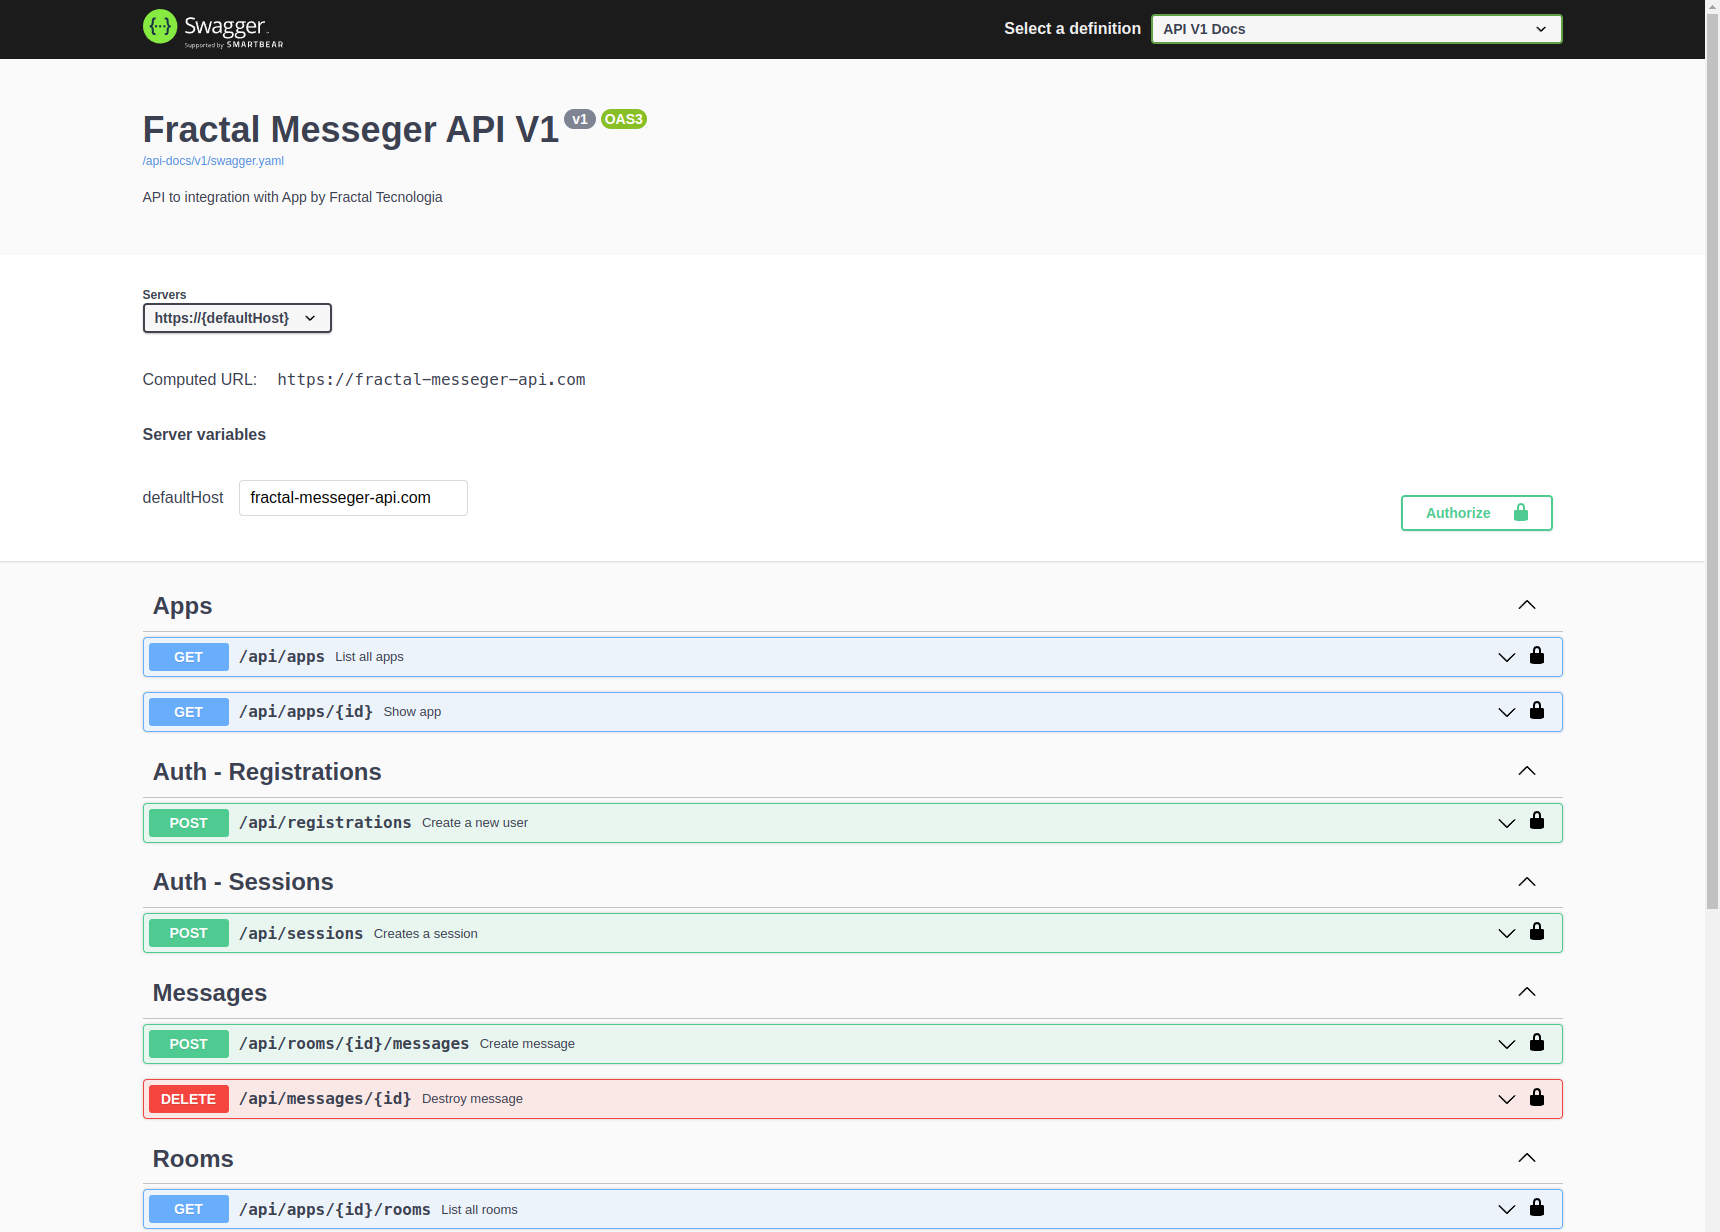 Swagger
Supported by SMARTBEAR
Select a definition
API V1 Docs
Fractal Messeger API V1 v1 OAS3
/api-docs/v1/swagger.yaml
API to integration with App by Fractal Tecnologia
Servers
https://{defaultHost}
Computed URL: https://fractal-messeger-api.com
Server variables
defaultHost fractal-messeger-api.com
Authorize
Apps
GET /api/apps List all apps
GET /api/apps/{id} Show app
Auth - Registrations
POST /api/registrations Create a new user
Auth - Sessions
POST /api/sessions Creates a session
Messages
POST /api/rooms/{id}/messages Create message
DELETE /api/messages/{id} Destroy message
Rooms
GET /api/apps/{id}/rooms List all rooms